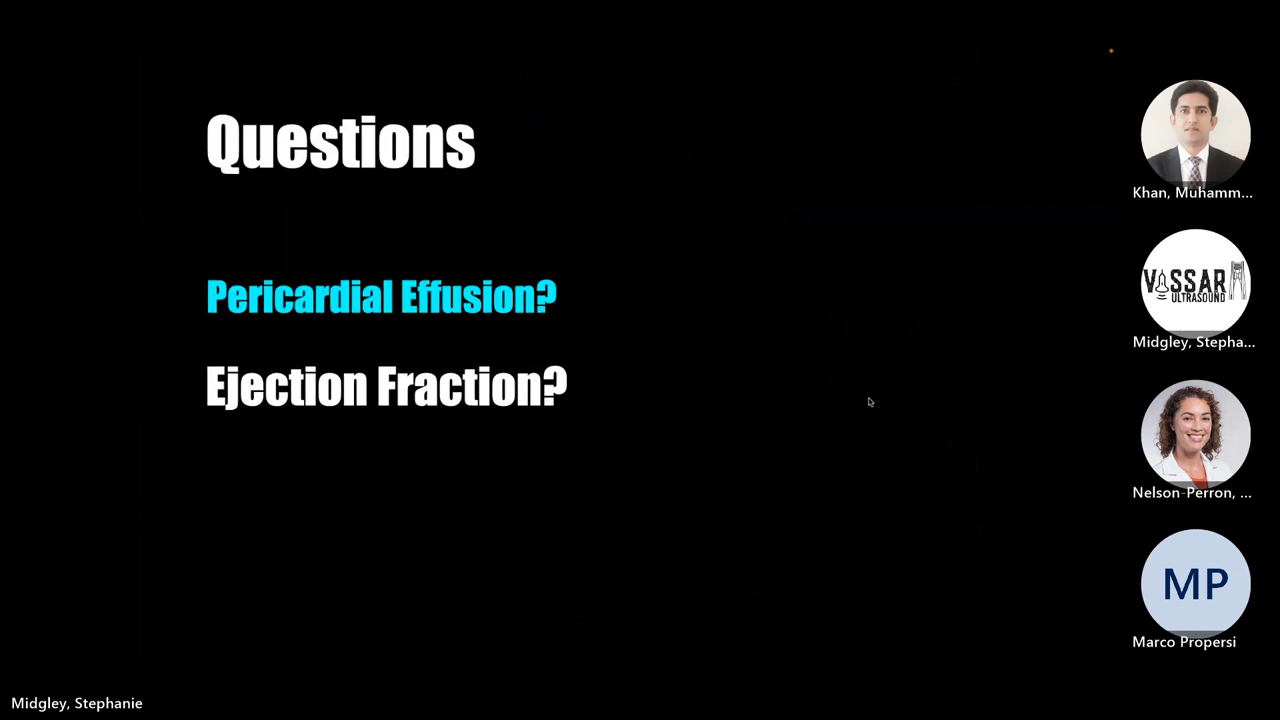 Questions
Pericardial Effusion?
Ejection Fraction?
Khan, Muhamm...
VASSAR
ULTRASOUND
Midgley, Stepha...
Nelson-Perron, ...
MP
Marco Propersi
Midgley, Stephanie